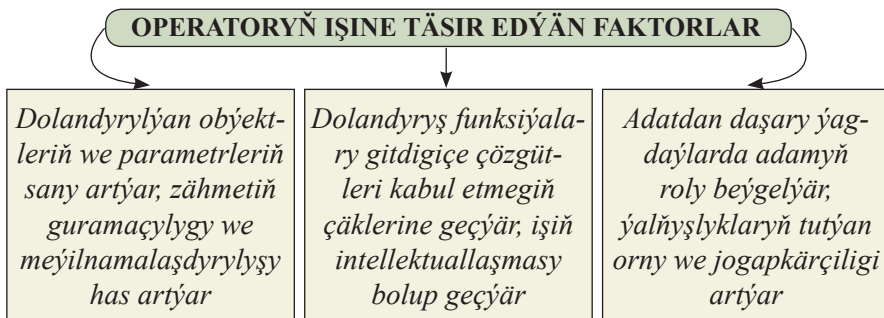 OPERATORYŇ IŞINE TÄSIR EDÝÄN FAKTORLAR
Dolandyrylýan obýekt-
leriň we parametrleriň
sany artýar, zähmetiň
guramaçylygy we
meýilnamalaşdyrylyşy
has artýar
Dolandyryş funksiýala-
ry gitdigiçe çözgüt-
leri kabul etmegiň
çäklerine geçýär, işiň
intellektuallaşmasy
bolup geçýär
Adatdan daşary ýag-
daýlarda adamyň
roly beýgelýär,
ýalňyşlyklaryň tutýan
orny we jogapkärçiligi
artýar